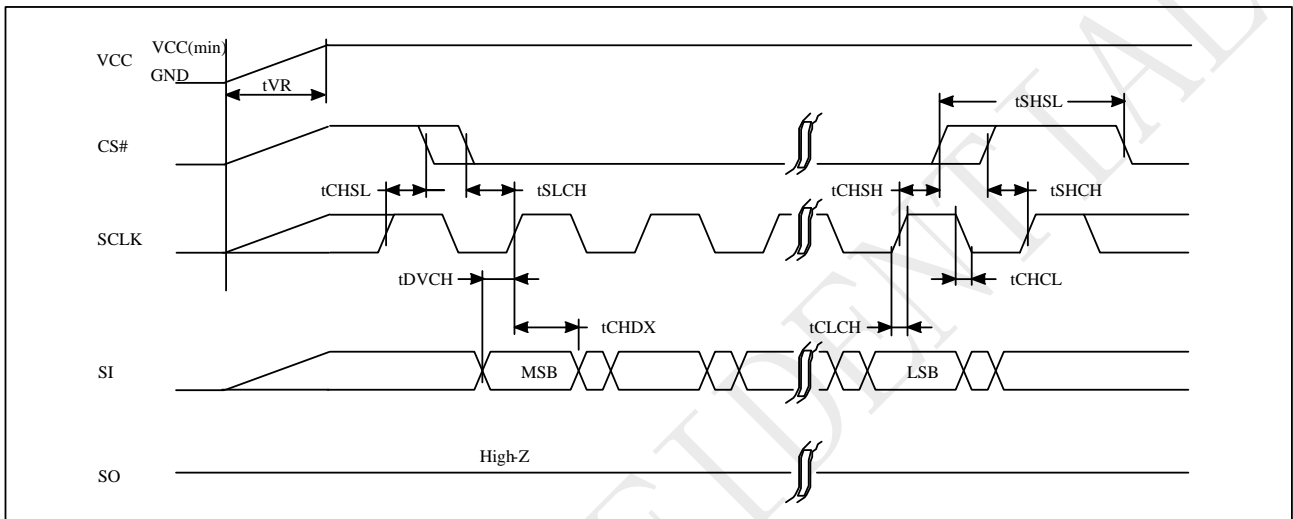 VCC(min)
VCC
GND
tVR
tSHSL
CS#
tCHSL
tSLCH
tCHSH
tSHCH
SCLK
tDVCH
tCHCL
tCHDX
tCLCH
SI
MSB
LSB
High-Z
SO